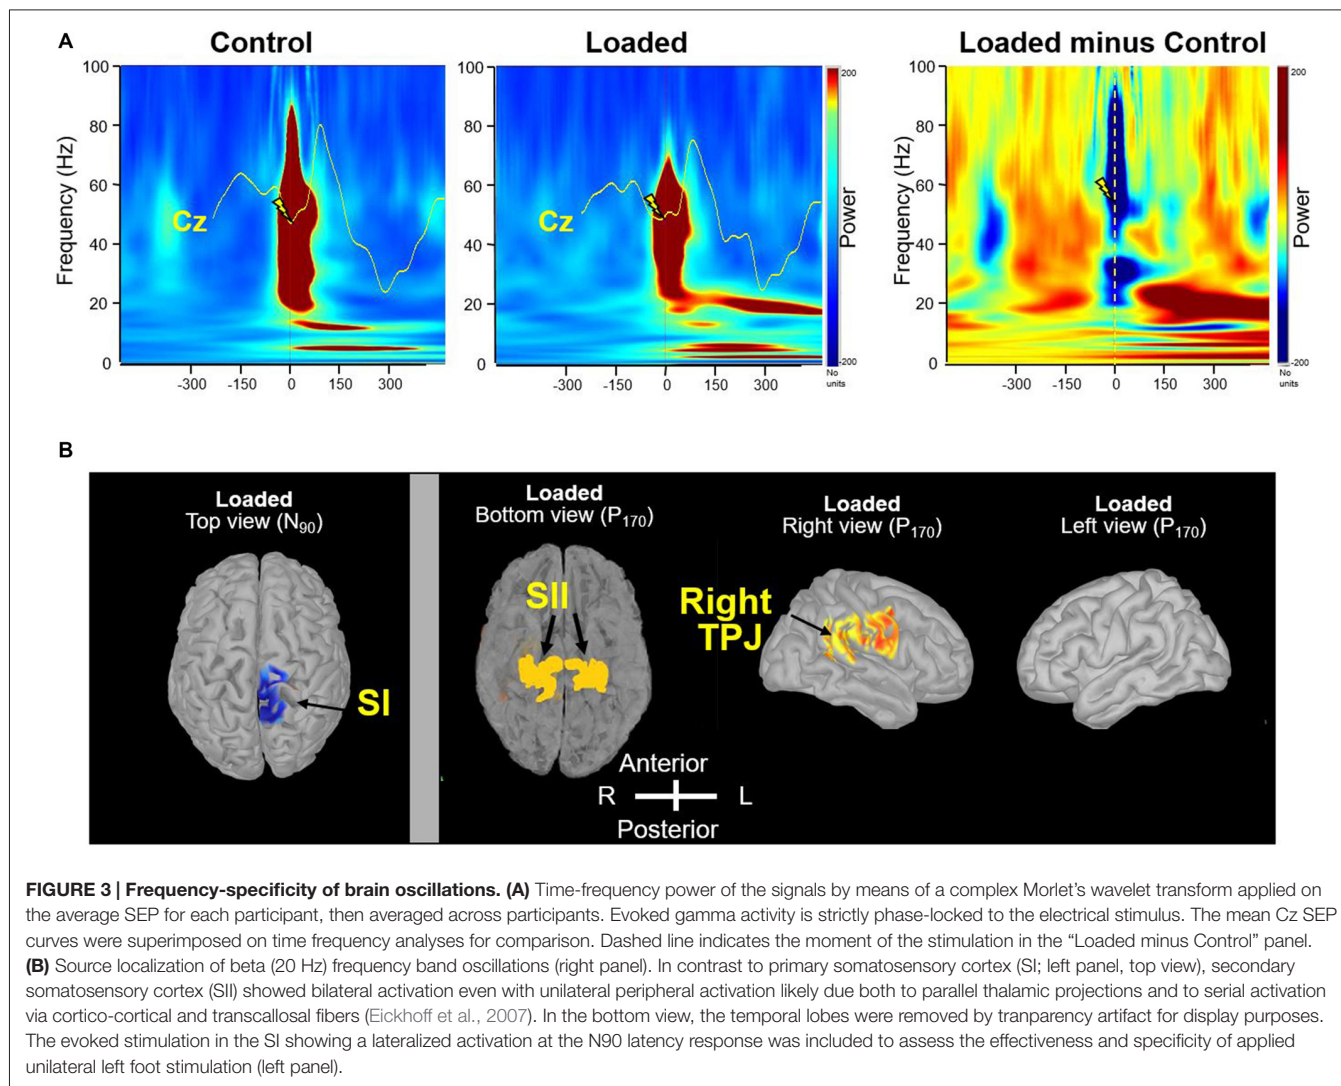 A
Control
Loaded
Loaded minus Control
100
80
60
40
20
0
Frequency (Hz)
Cz
-300 -150 0 150 300
100
80
60
40
20
0
Cz
-300 -150 0 150 300
200
Power
-200
No
units
100
80
60
40
20
0
Frequency (Hz)
-300 -150 0 150 300
200
Power
-200
No
units
B
Loaded
Top view (N90)
SI
Loaded
Bottom view (P170)
SII
Loaded
Right view (P170)
Right
TPJ
Loaded
Left view (P170)
Anterior
R L
Posterior
FIGURE 3 | Frequency-specificity of brain oscillations. (A) Time-frequency power of the signals by means of a complex Morlet's wavelet transform applied on
the average SEP for each participant, then averaged across participants. Evoked gamma activity is strictly phase-locked to the electrical stimulus. The mean Cz SEP
curves were superimposed on time frequency analyses for comparison. Dashed line indicates the moment of the stimulation in the “Loaded minus Control” panel.
(B) Source localization of beta (20 Hz) frequency band oscillations (right panel). In contrast to primary somatosensory cortex (SI; left panel, top view), secondary
somatosensory cortex (SII) showed bilateral activation even with unilateral peripheral activation likely due both to parallel thalamic projections and to serial activation
via cortico-cortical and transcallosal fibers (Eickhoff et al., 2007). In the bottom view, the temporal lobes were removed by tranparency artifact for display purposes.
The evoked stimulation in the SI showing a lateralized activation at the N90 latency response was included to assess the effectiveness and specificity of applied
unilateral left foot stimulation (left panel).